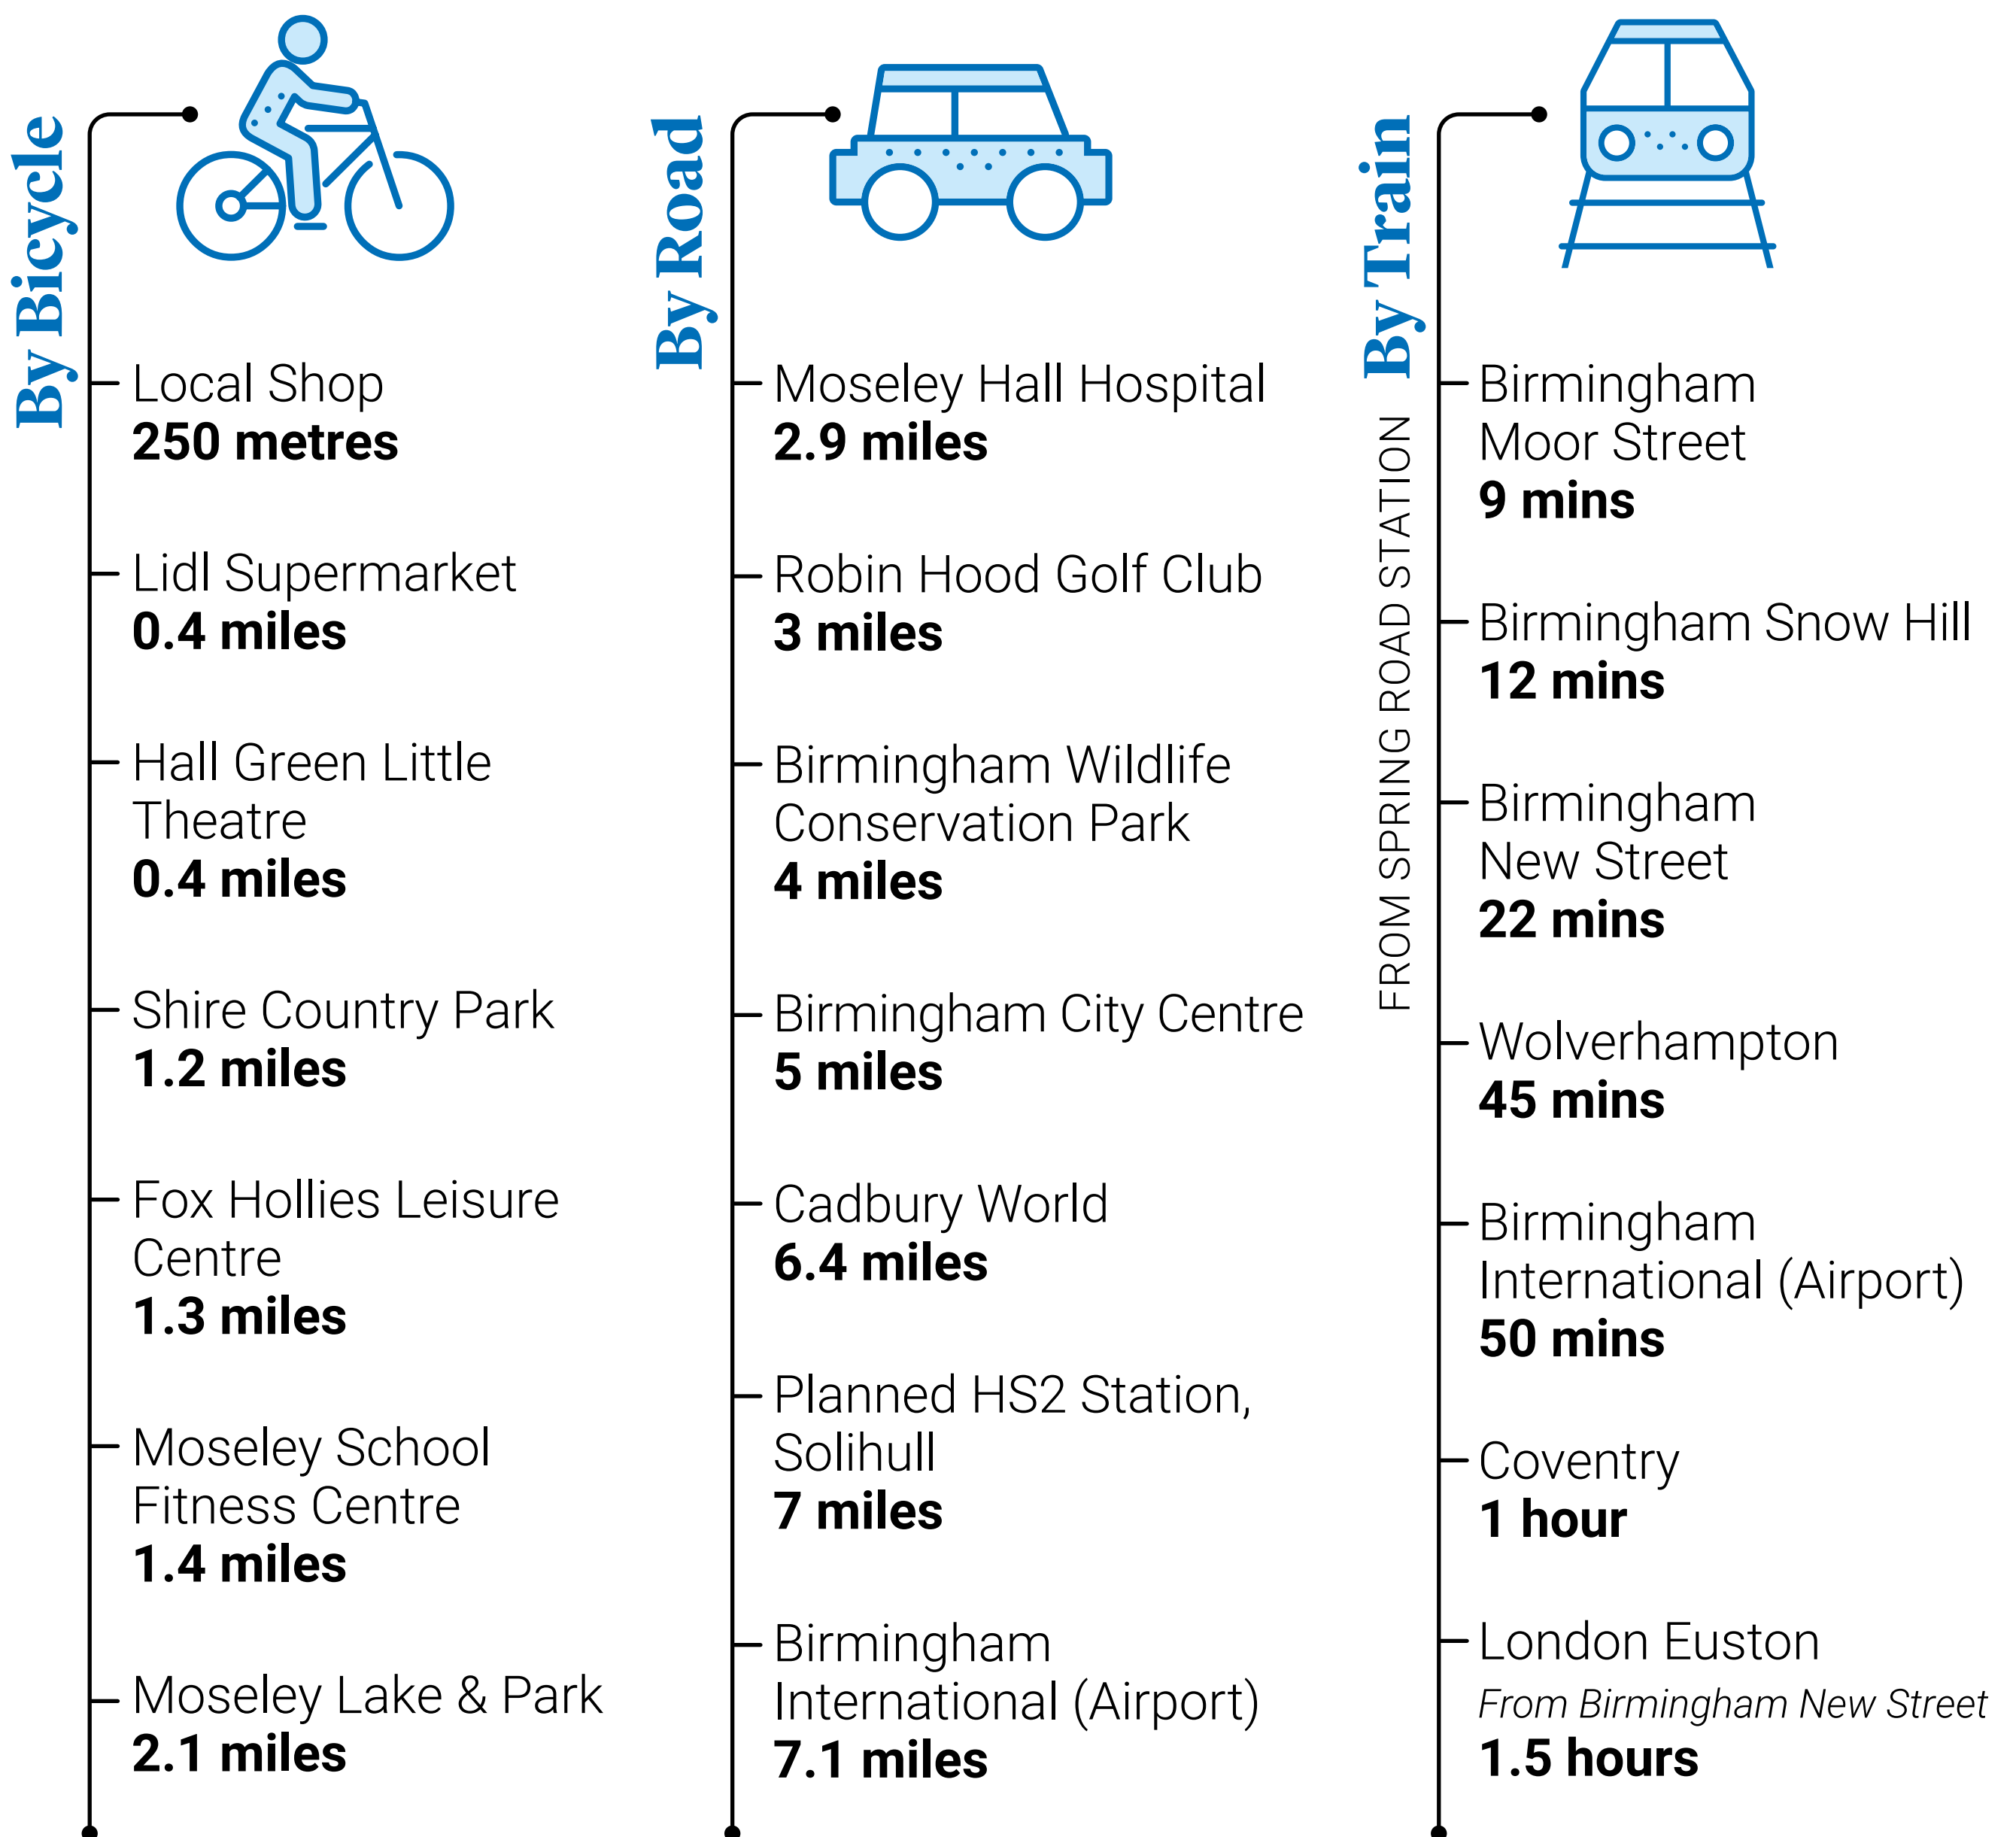 By Bicycle
Local Shop
250 metres
Lidl Supermarket
0.4 miles
Hall Green Little
Theatre
0.4 miles
Shire Country Park
1.2 miles
Fox Hollies Leisure
Centre
1.3 miles
Moseley School
Fitness Centre
1.4 miles
Moseley Lake & Park
2.1 miles
By Road
Moseley Hall Hospital
2.9 miles
Robin Hood Golf Club
3 miles
Birmingham Wildlife
Conservation Park
4 miles
Birmingham City Centre
5 miles
Cadbury World
6.4 miles
Planned HS2 Station,
Solihull
7 miles
Birmingham
International (Airport)
7.1 miles
By Train
FROM SPRING ROAD STATION
Birmingham
Moor Street
9 mins
Birmingham Snow Hill
12 mins
Birmingham
New Street
22 mins
Wolverhampton
45 mins
Birmingham
International (Airport)
50 mins
Coventry
1 hour
London Euston
From Birmingham New Street
1.5 hours